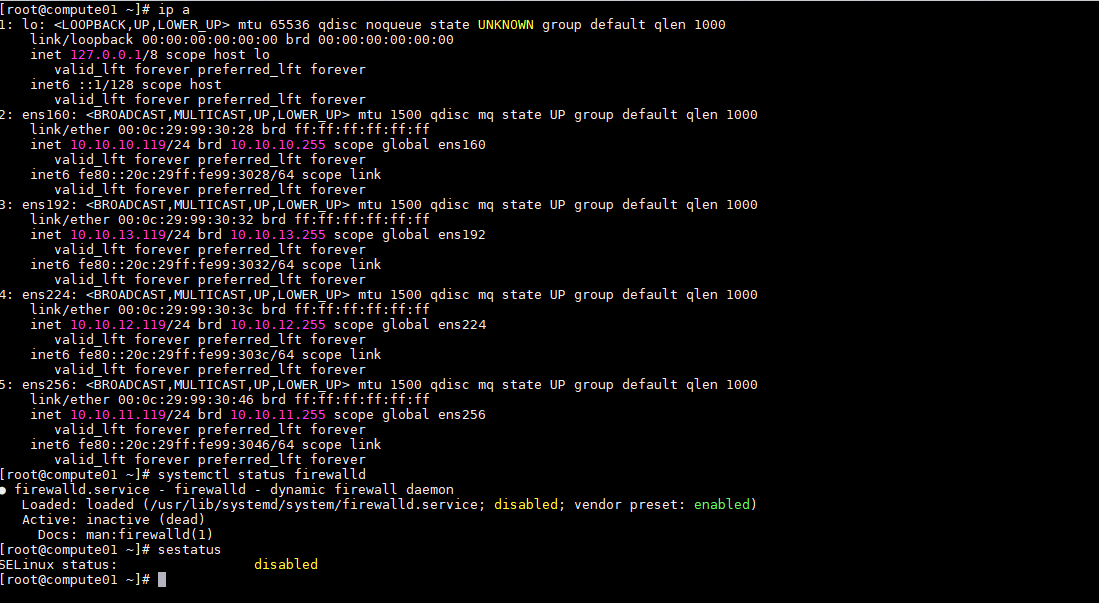 [root@compute01 ~]# ip a
1: lo: <LOOPBACK,UP,LOWER_UP> mtu 65536 qdisc noqueue state UNKNOWN group default qlen 1000
    link/loopback 00:00:00:00:00:00 brd 00:00:00:00:00:00
    inet 127.0.0.1/8 scope host lo
       valid_lft forever preferred_lft forever
    inet6 ::1/128 scope host
       valid_lft forever preferred_lft forever
2: ens160: <BROADCAST,MULTICAST,UP,LOWER_UP> mtu 1500 qdisc mq state UP group default qlen 1000
    link/ether 00:0c:29:99:30:28 brd ff:ff:ff:ff:ff:ff
    inet 10.10.10.119/24 brd 10.10.10.255 scope global ens160
       valid_lft forever preferred_lft forever
    inet6 fe80::20c:29ff:fe99:3028/64 scope link
       valid_lft forever preferred_lft forever
3: ens192: <BROADCAST,MULTICAST,UP,LOWER_UP> mtu 1500 qdisc mq state UP group default qlen 1000
    link/ether 00:0c:29:99:30:32 brd ff:ff:ff:ff:ff:ff
    inet 10.10.13.119/24 brd 10.10.13.255 scope global ens192
       valid_lft forever preferred_lft forever
    inet6 fe80::20c:29ff:fe99:3032/64 scope link
       valid_lft forever preferred_lft forever
4: ens224: <BROADCAST,MULTICAST,UP,LOWER_UP> mtu 1500 qdisc mq state UP group default qlen 1000
    link/ether 00:0c:29:99:30:3c brd ff:ff:ff:ff:ff:ff
    inet 10.10.12.119/24 brd 10.10.12.255 scope global ens224
       valid_lft forever preferred_lft forever
    inet6 fe80::20c:29ff:fe99:303c/64 scope link
       valid_lft forever preferred_lft forever
5: ens256: <BROADCAST,MULTICAST,UP,LOWER_UP> mtu 1500 qdisc mq state UP group default qlen 1000
    link/ether 00:0c:29:99:30:46 brd ff:ff:ff:ff:ff:ff
    inet 10.10.11.119/24 brd 10.10.11.255 scope global ens256
       valid_lft forever preferred_lft forever
    inet6 fe80::20c:29ff:fe99:3046/64 scope link
       valid_lft forever preferred_lft forever
[root@compute01 ~]# systemctl status firewalld
● firewalld.service - firewalld - dynamic firewall daemon
   Loaded: loaded (/usr/lib/systemd/system/firewalld.service; disabled; vendor preset: enabled)
   Active: inactive (dead)
     Docs: man:firewalld(1)
[root@compute01 ~]# sestatus
SELinux status:                 disabled
[root@compute01 ~]#